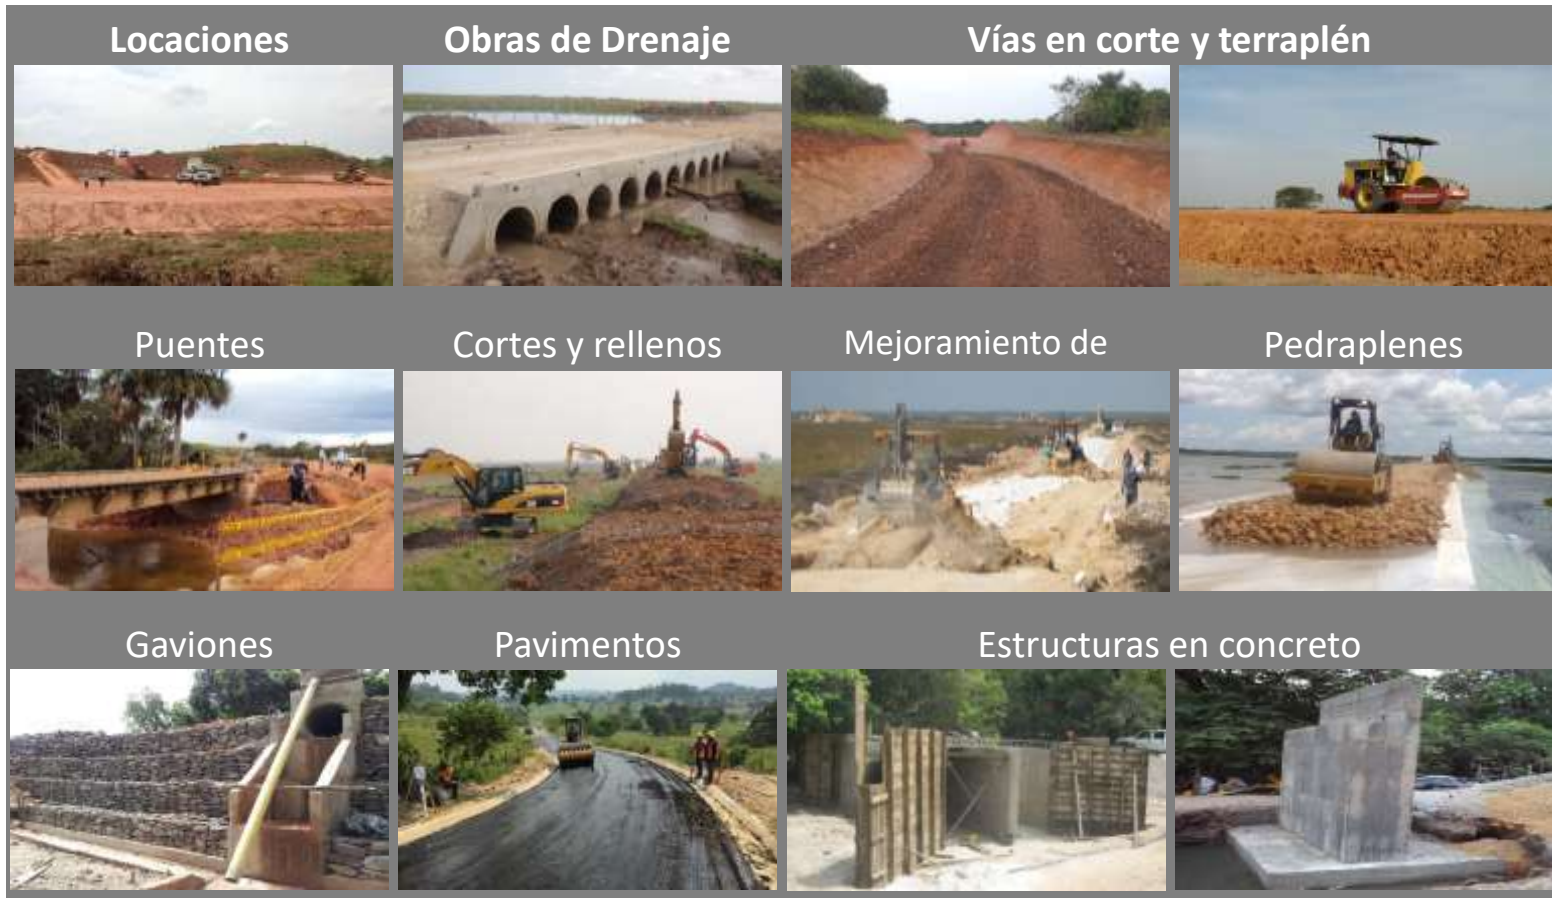 Locaciones
Obras de Drenaje
Vías en corte y terraplén
Puentes
Cortes y rellenos
Mejoramiento de
Pedraplenes
Gaviones
Pavimentos
Estructuras en concreto